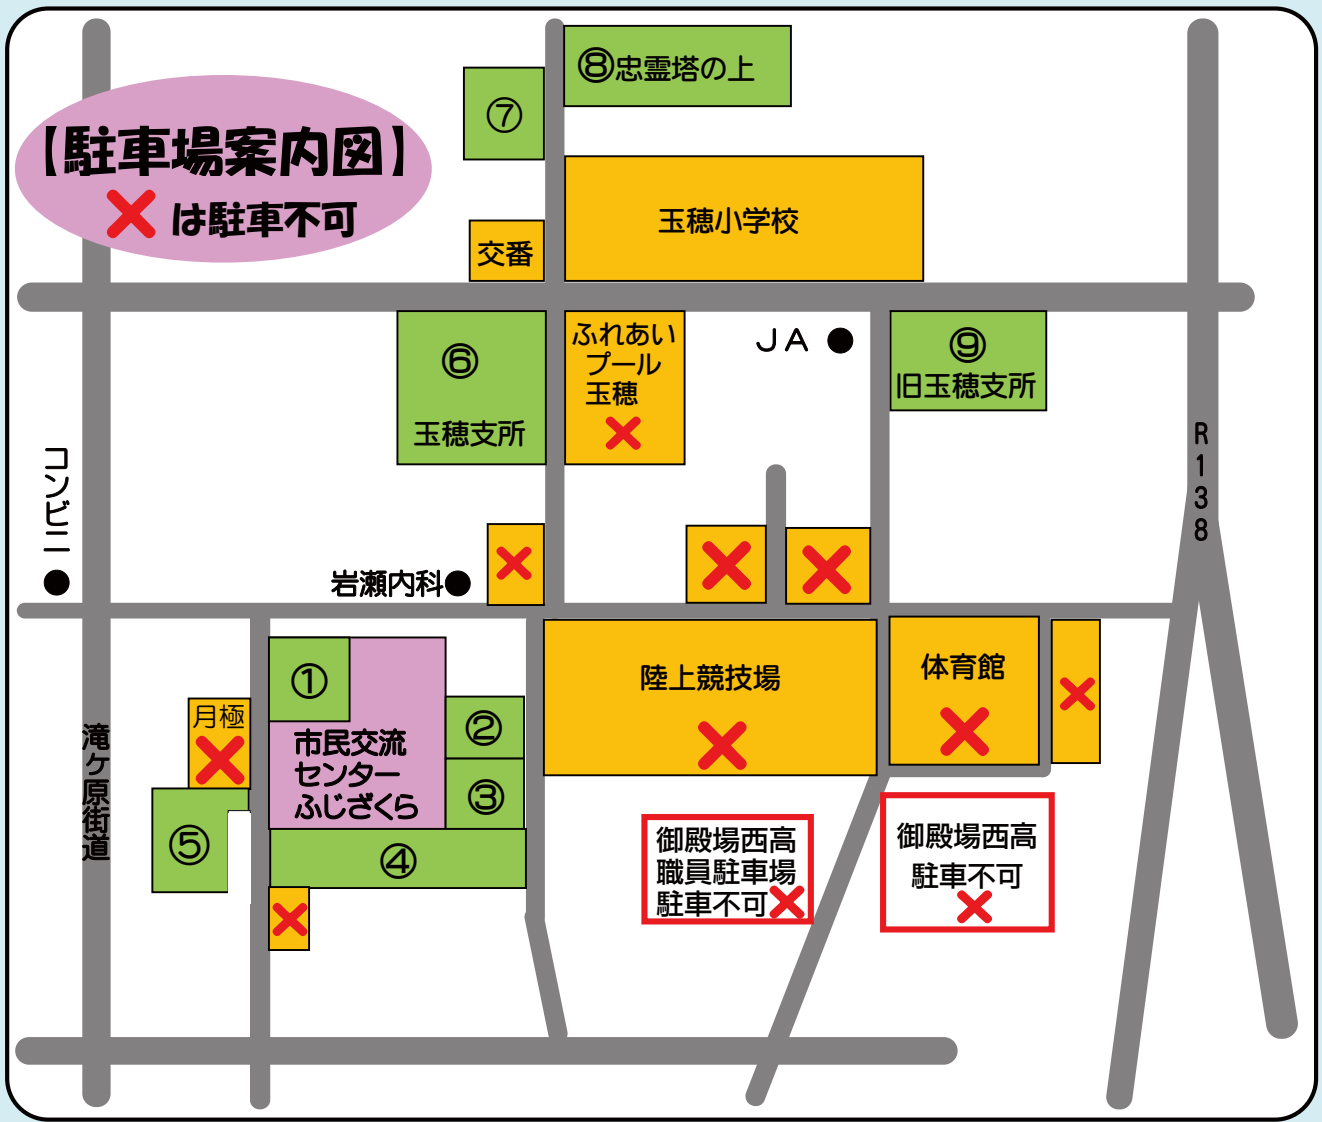 【駐車場案内図】
は駐車不可
⑧忠霊塔の上
⑦
玉穂小学校
交番
⑥
玉穂支所
ふれあい
プール
玉穂
JA
⑨
旧玉穂支所
コンビニ
R138
岩瀬内科
①
市民交流
センター
ふじざくら
②
③
④
月極
⑤
滝ヶ原街道
陸上競技場
体育館
御殿場西高
職員駐車場
駐車不可
御殿場西高
駐車不可